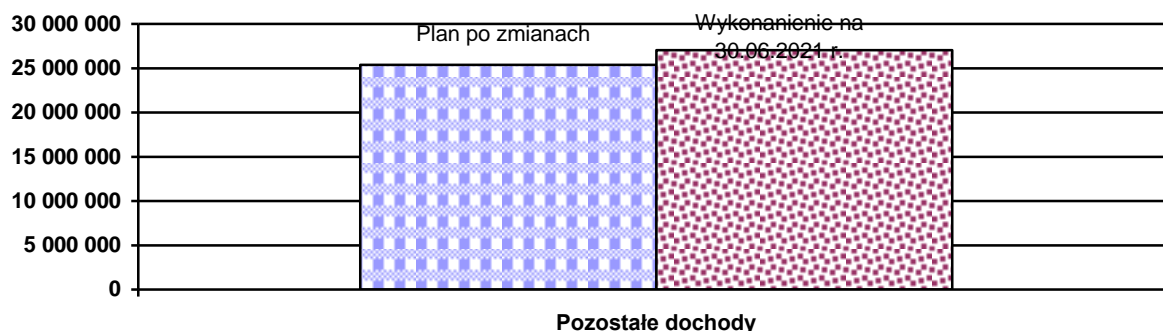 30 000 000
Plan po zmianach
Wykonanienie na
30.06.2021 r.
25 000 000
20 000 000
15 000 000
10 000 000
5 000 000
0
Pozostałe dochody